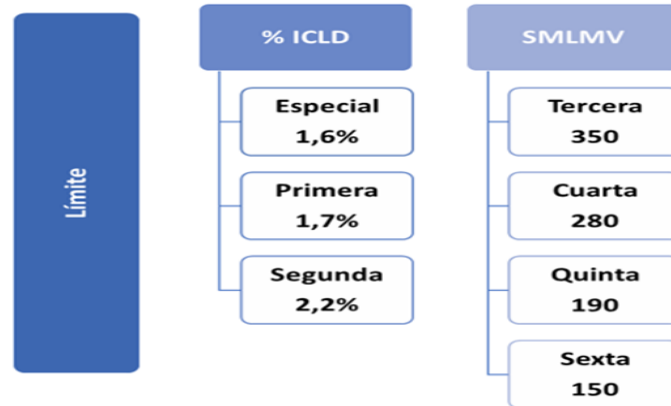 Límite
% ICLD
Especial
1,6%
Primera
1,7%
Segunda
2,2%
SMLMV
Tercera
350
Cuarta
280
Quinta
190
Sexta
150